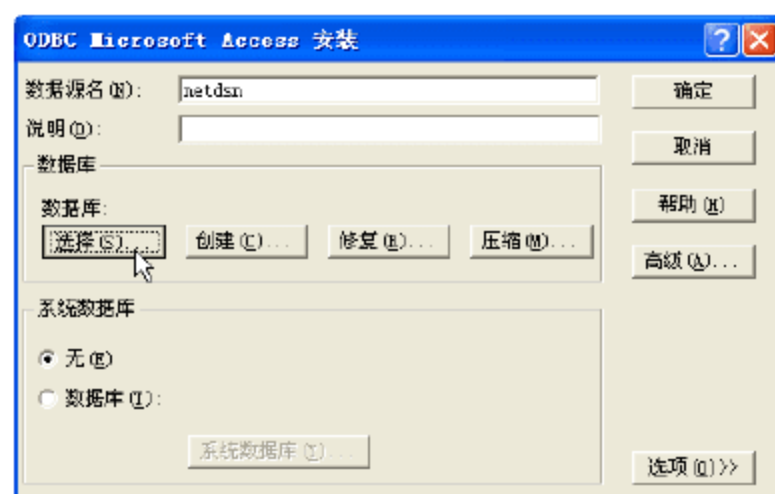 ODBC Microsoft Access 安装
数据源名(N): netdsn 确定
说明(D): 取消
数据库
数据库: 帮助(H)
选择(S)... 创建(C)... 修复(R)... 压缩(M)... 高级(A)...
系统数据库
无(E)
数据库(T):
系统数据库(Y)...
选项(O)>>